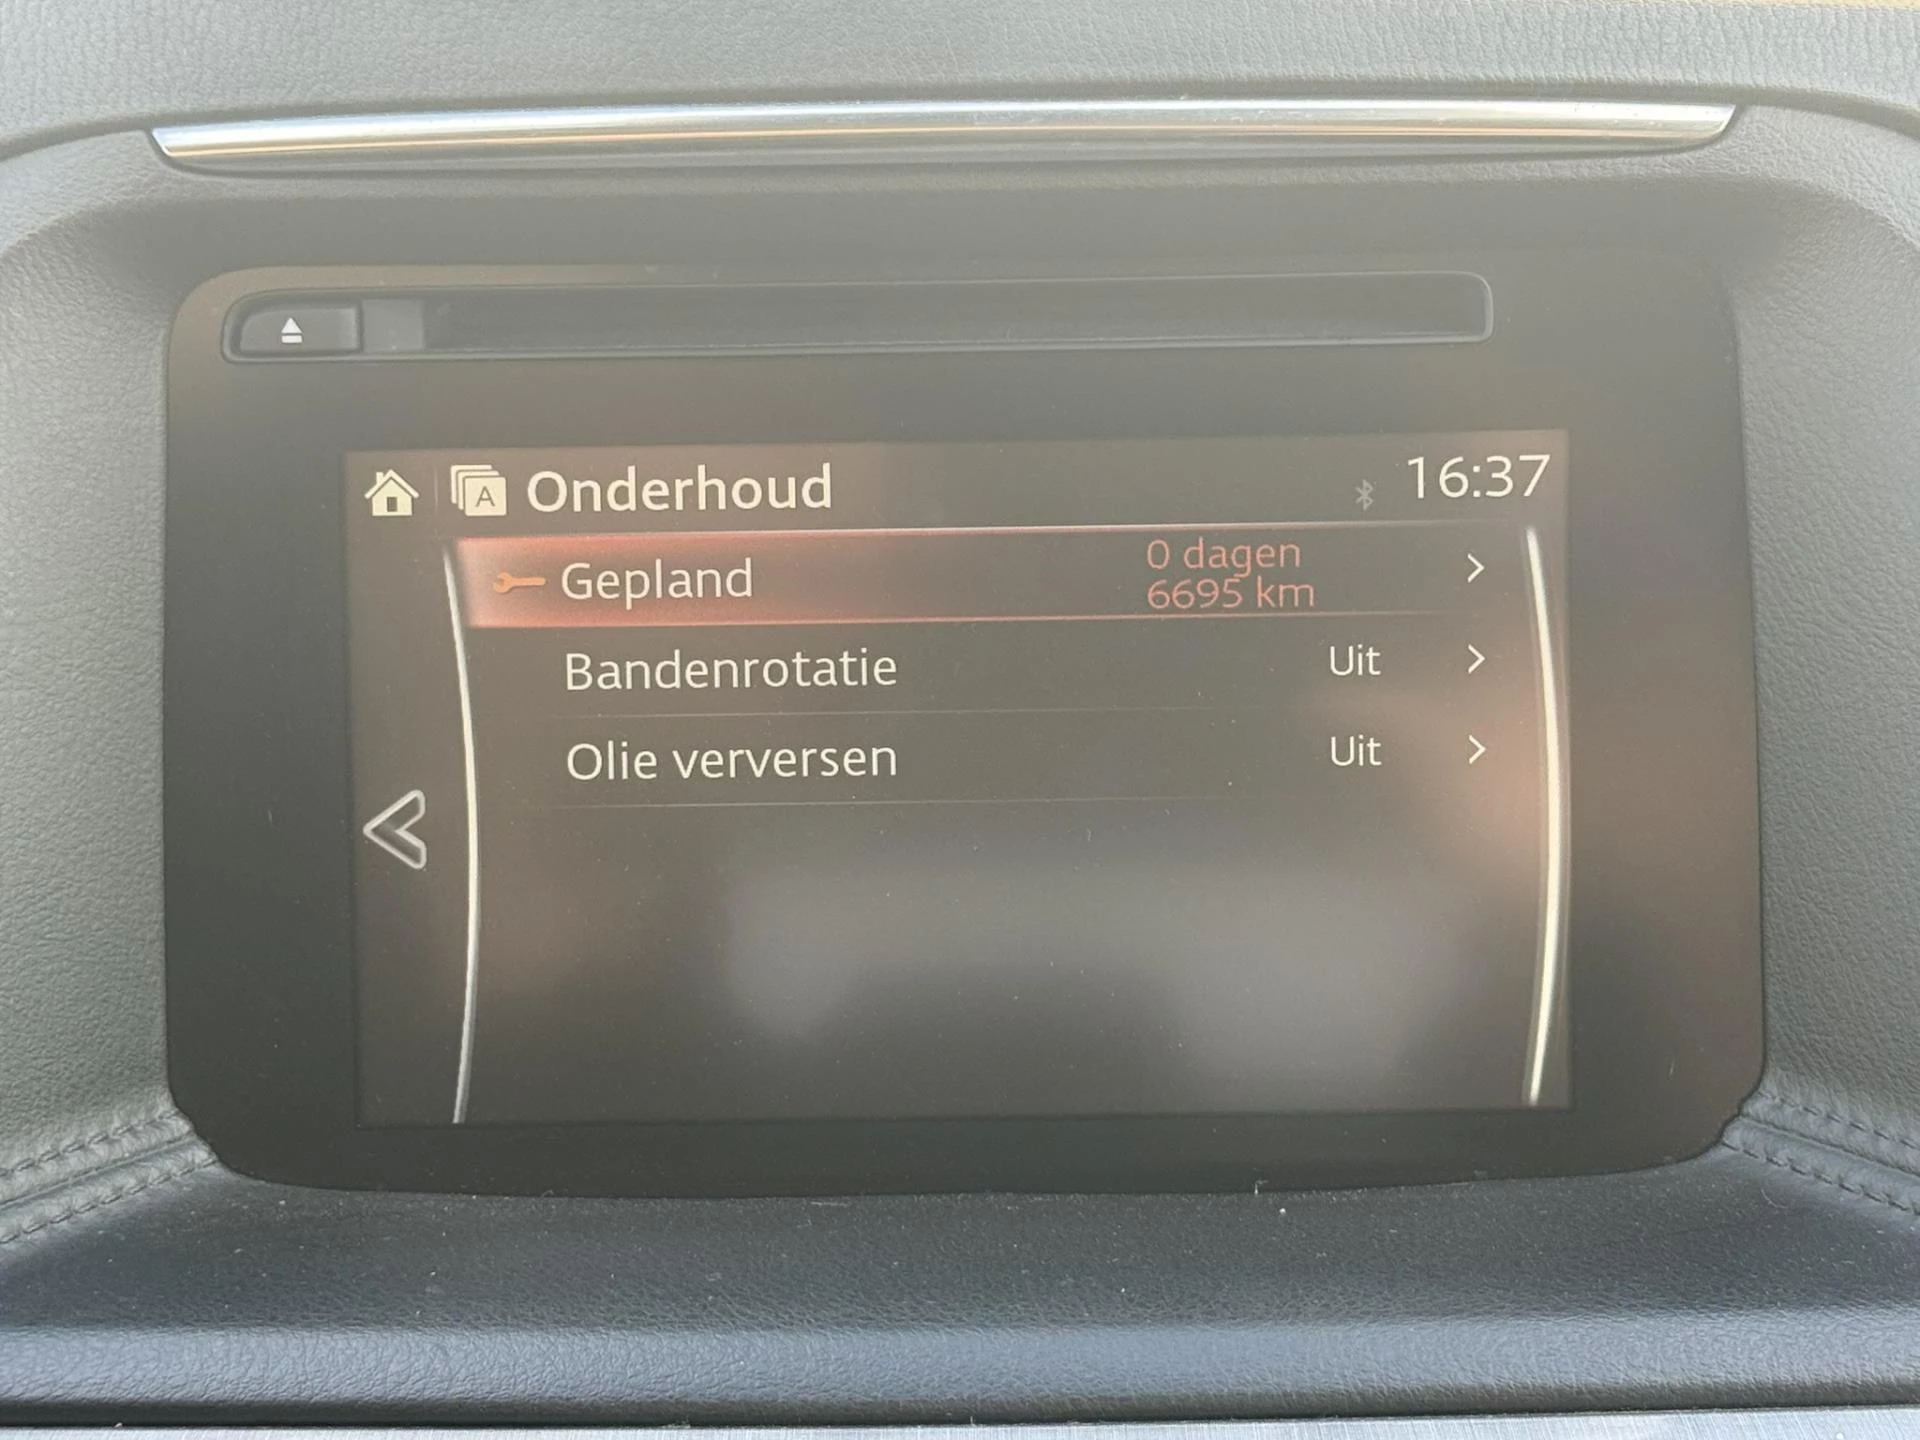 A Onderhoud 16:37
Gepland 0 dagen
6695 km
Bandenrotatie Uit
Olie verversen Uit